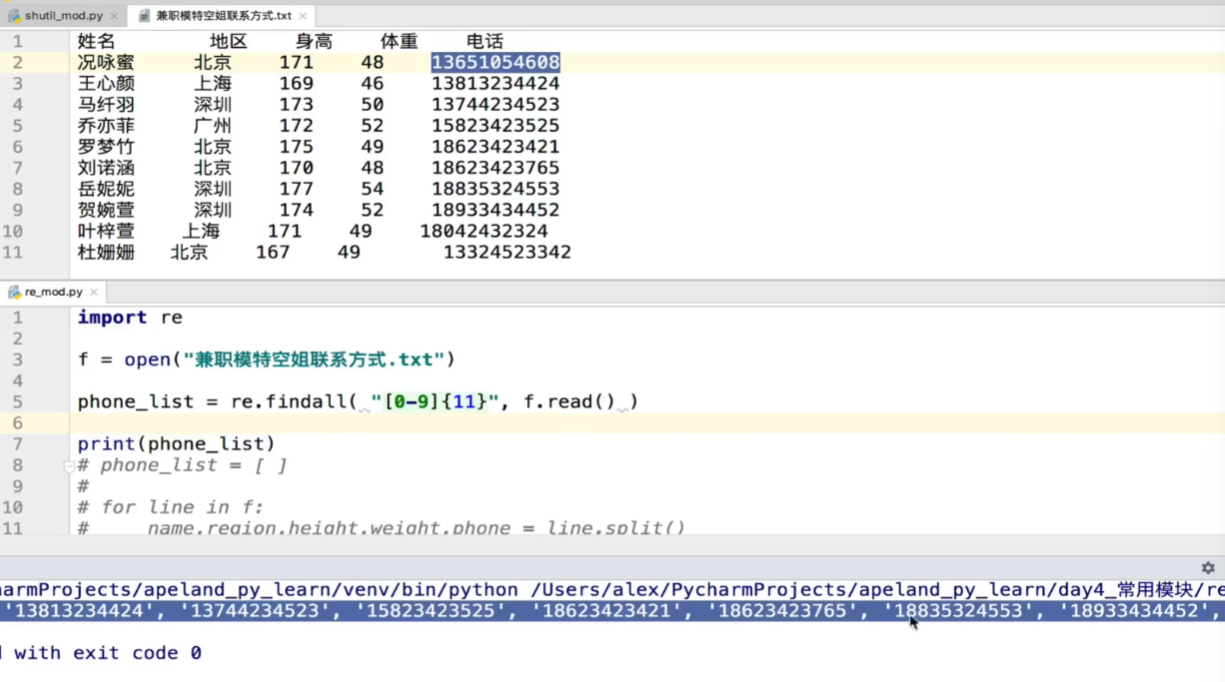 shutil_mod.py × 兼职模特空姐联系方式.txt ×
1 姓名 地区 身高 体重 电话
2 况咏蜜 北京 171 48 13651054608
3 王心颜 上海 169 46 13813234424
4 马纤羽 深圳 173 50 13744234523
5 乔亦菲 广州 172 52 15823423525
6 罗梦竹 北京 175 49 18623423421
7 刘诺涵 北京 170 48 18623423765
8 岳妮妮 深圳 177 54 18835324553
9 贺婉萱 深圳 174 52 18933434452
10 叶梓萱 上海 171 49 18042432324
11 杜姗姗 北京 167 49 13324523342
re_mod.py ×
1 import re
2
3 f = open("兼职模特空姐联系方式.txt")
4
5 phone_list = re.findall( "[0-9]{11}", f.read() )
6
7 print(phone_list)
8 # phone_list = [ ]
9 #
10 # for line in f:
11 # name,region,height,weight,phone = line.split()
armProjects/apeland_py_learn/venv/bin/python /Users/alex/PycharmProjects/apeland_py_learn/day4_常用模块/re
'13813234424', '13744234523', '15823423525', '18623423421', '18623423765', '18835324553', '18933434452',
with exit code 0